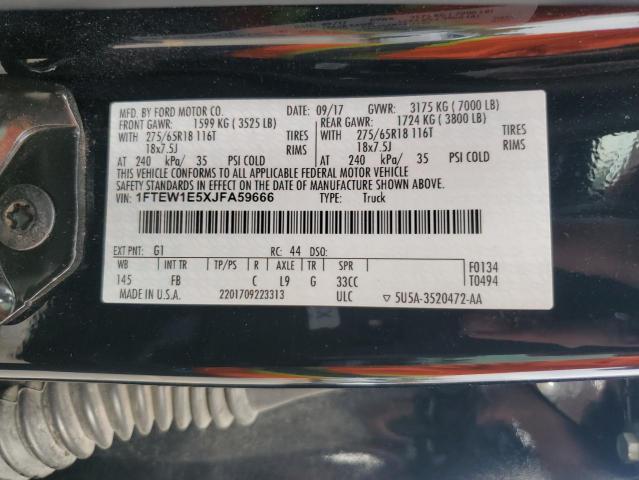 MFD. BY FORD MOTOR CO. DATE: 09/17 GVWR: 3175 KG ( 7000 LB)
FRONT GAWR: 1599 KG ( 3525 LB) REAR GAWR: 1724 KG ( 3800 LB)
WITH 275/65R18 116T TIRES WITH 275/65R18 116T TIRES
18x7.5J RIMS 18x7.5J RIMS
AT 240 kPa/ 35 PSI COLD AT 240 kPa/ 35 PSI COLD
THIS VEHICLE CONFORMS TO ALL APPLICABLE FEDERAL MOTOR VEHICLE
SAFETY STANDARDS IN EFFECT ON THE DATE OF MANUFACTURE SHOWN ABOVE.
VIN: 1FTEW1E5XJFA59666 TYPE: Truck
EXT PNT: G1 RC: 44 DSO:
WB INT TR TP/PS R AXLE TR SPR F0134
145 FB C L9 G 33CC T0494
MADE IN U.S.A. 2201709223313 ULC ▽ 5U5A-3520472-AA